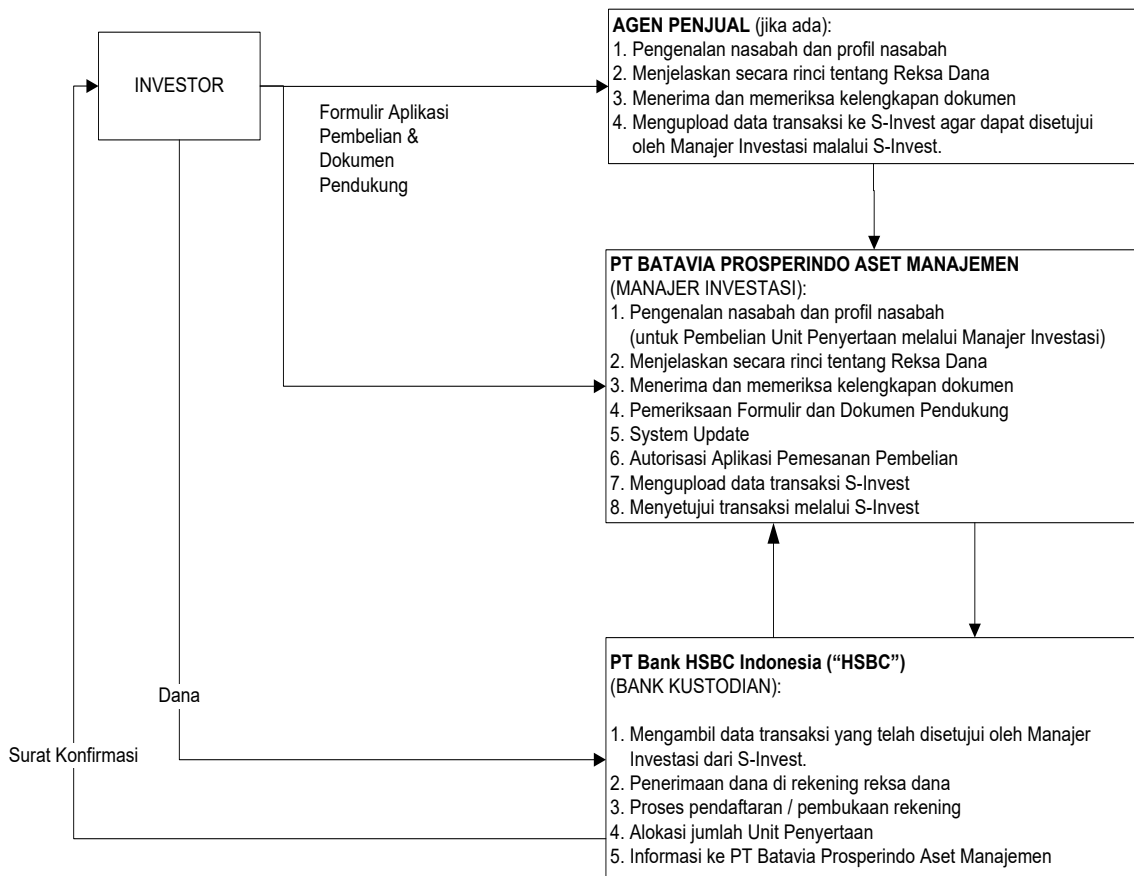 INVESTOR
Formulir Aplikasi
Pembelian &
Dokumen
Pendukung
AGEN PENJUAL (jika ada):
1. Pengenalan nasabah dan profil nasabah
2. Menjelaskan secara rinci tentang Reksa Dana
3. Menerima dan memeriksa kelengkapan dokumen
4. Mengupload data transaksi ke S-Invest agar dapat disetujui
oleh Manajer Investasi malalui S-Invest.
PT BATAVIA PROSPERINDO ASET MANAJEMEN
(MANAJER INVESTASI):
1. Pengenalan nasabah dan profil nasabah
(untuk Pembelian Unit Penyertaan melalui Manajer Investasi)
2. Menjelaskan secara rinci tentang Reksa Dana
3. Menerima dan memeriksa kelengkapan dokumen
4. Pemeriksaan Formulir dan Dokumen Pendukung
5. System Update
6. Autorisasi Aplikasi Pemesanan Pembelian
7. Mengupload data transaksi S-Invest
8. Menyetujui transaksi melalui S-Invest
Dana
Surat Konfirmasi
PT Bank HSBC Indonesia (“HSBC”)
(BANK KUSTODIAN):
1. Mengambil data transaksi yang telah disetujui oleh Manajer
Investasi dari S-Invest.
2. Penerimaan dana di rekening reksa dana
3. Proses pendaftaran / pembukaan rekening
4. Alokasi jumlah Unit Penyertaan
5. Informasi ke PT Batavia Prosperindo Aset Manajemen